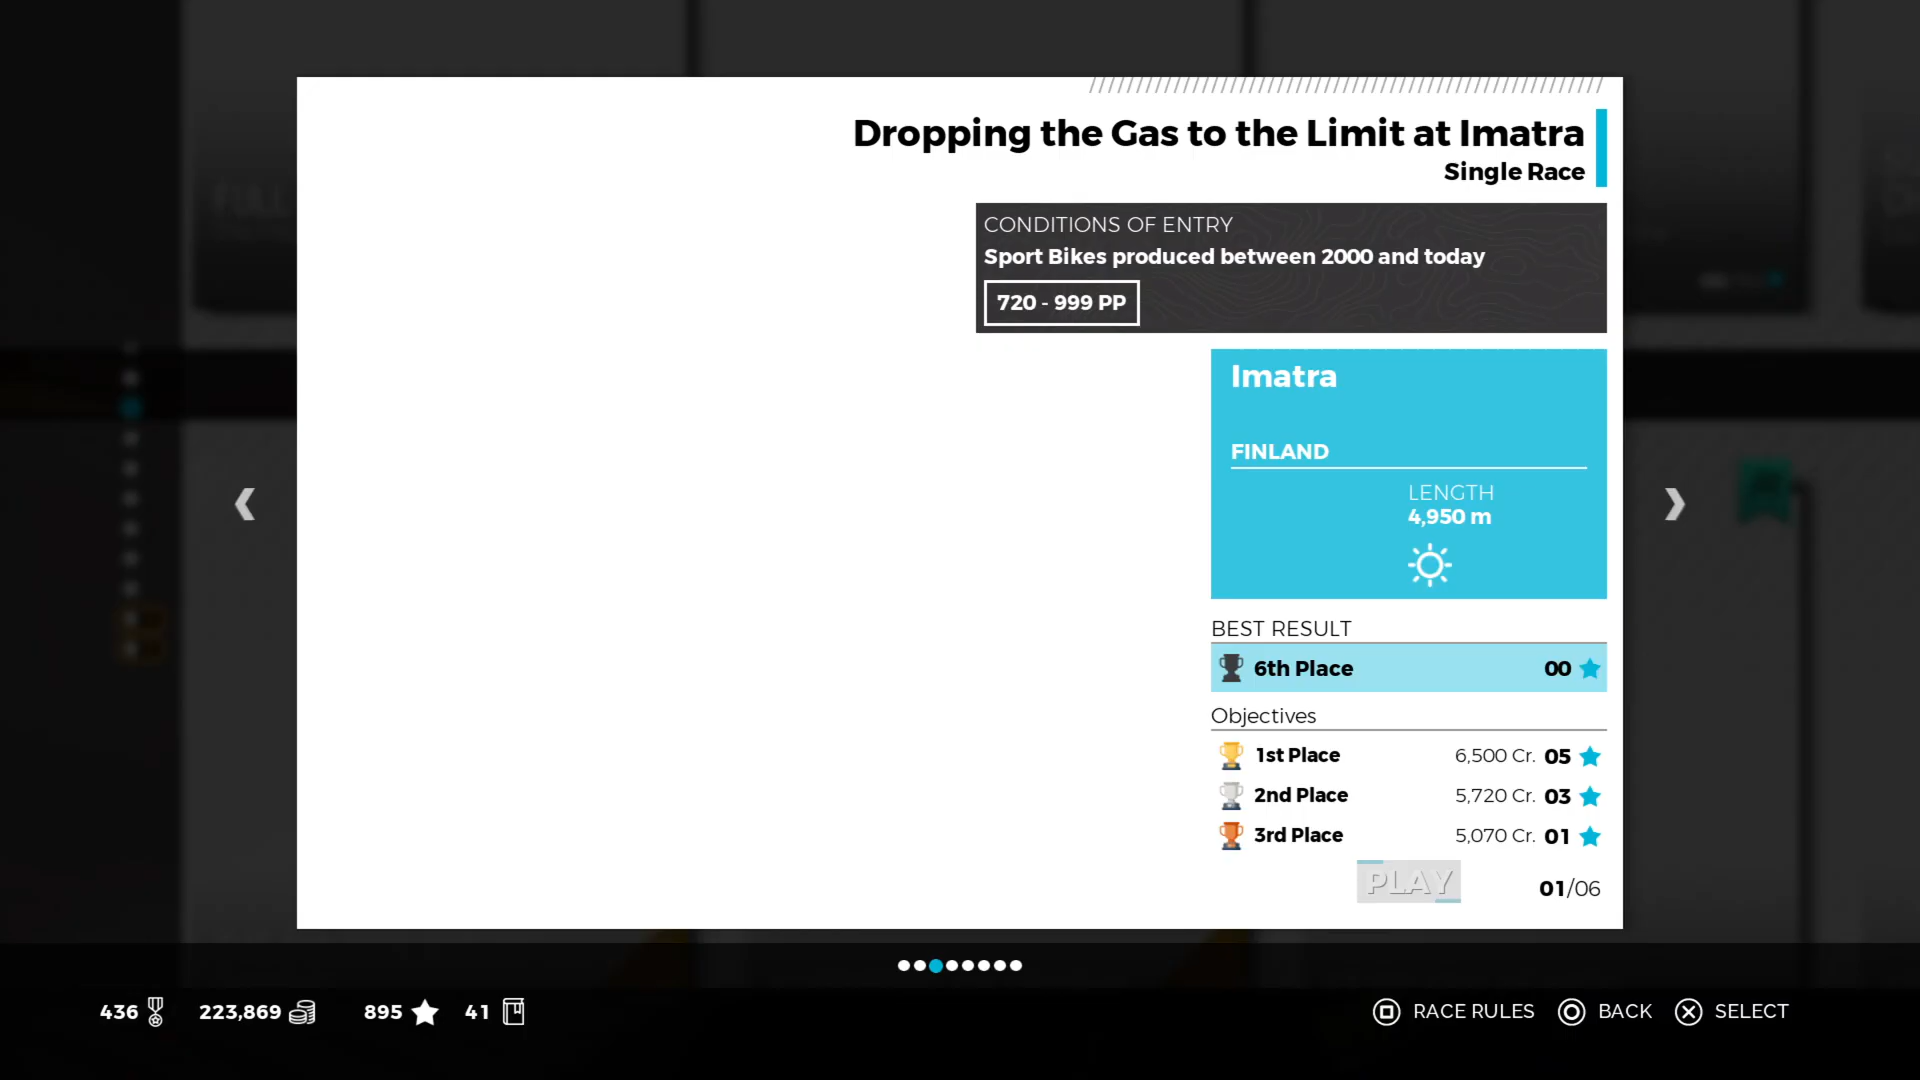 Dropping the Gas to the Limit at Imatra
Single Race
CONDITIONS OF ENTRY
Sport Bikes produced between 2000 and today
720 - 999 PP
Imatra
FINLAND
LENGTH
4,950 m
BEST RESULT
6th Place 00
Objectives
1st Place 6,500 Cr. 05
2nd Place 5,720 Cr. 03
3rd Place 5,070 Cr. 01
PLAY 01/06
436 223,869 895 41 RACE RULES BACK SELECT